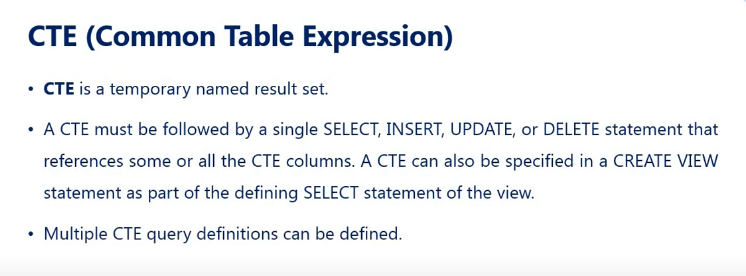 CTE (Common Table Expression)
• CTE is a temporary named result set.
• A CTE must be followed by a single SELECT, INSERT, UPDATE, or DELETE statement that
references some or all the CTE columns. A CTE can also be specified in a CREATE VIEW
statement as part of the defining SELECT statement of the view.
• Multiple CTE query definitions can be defined.